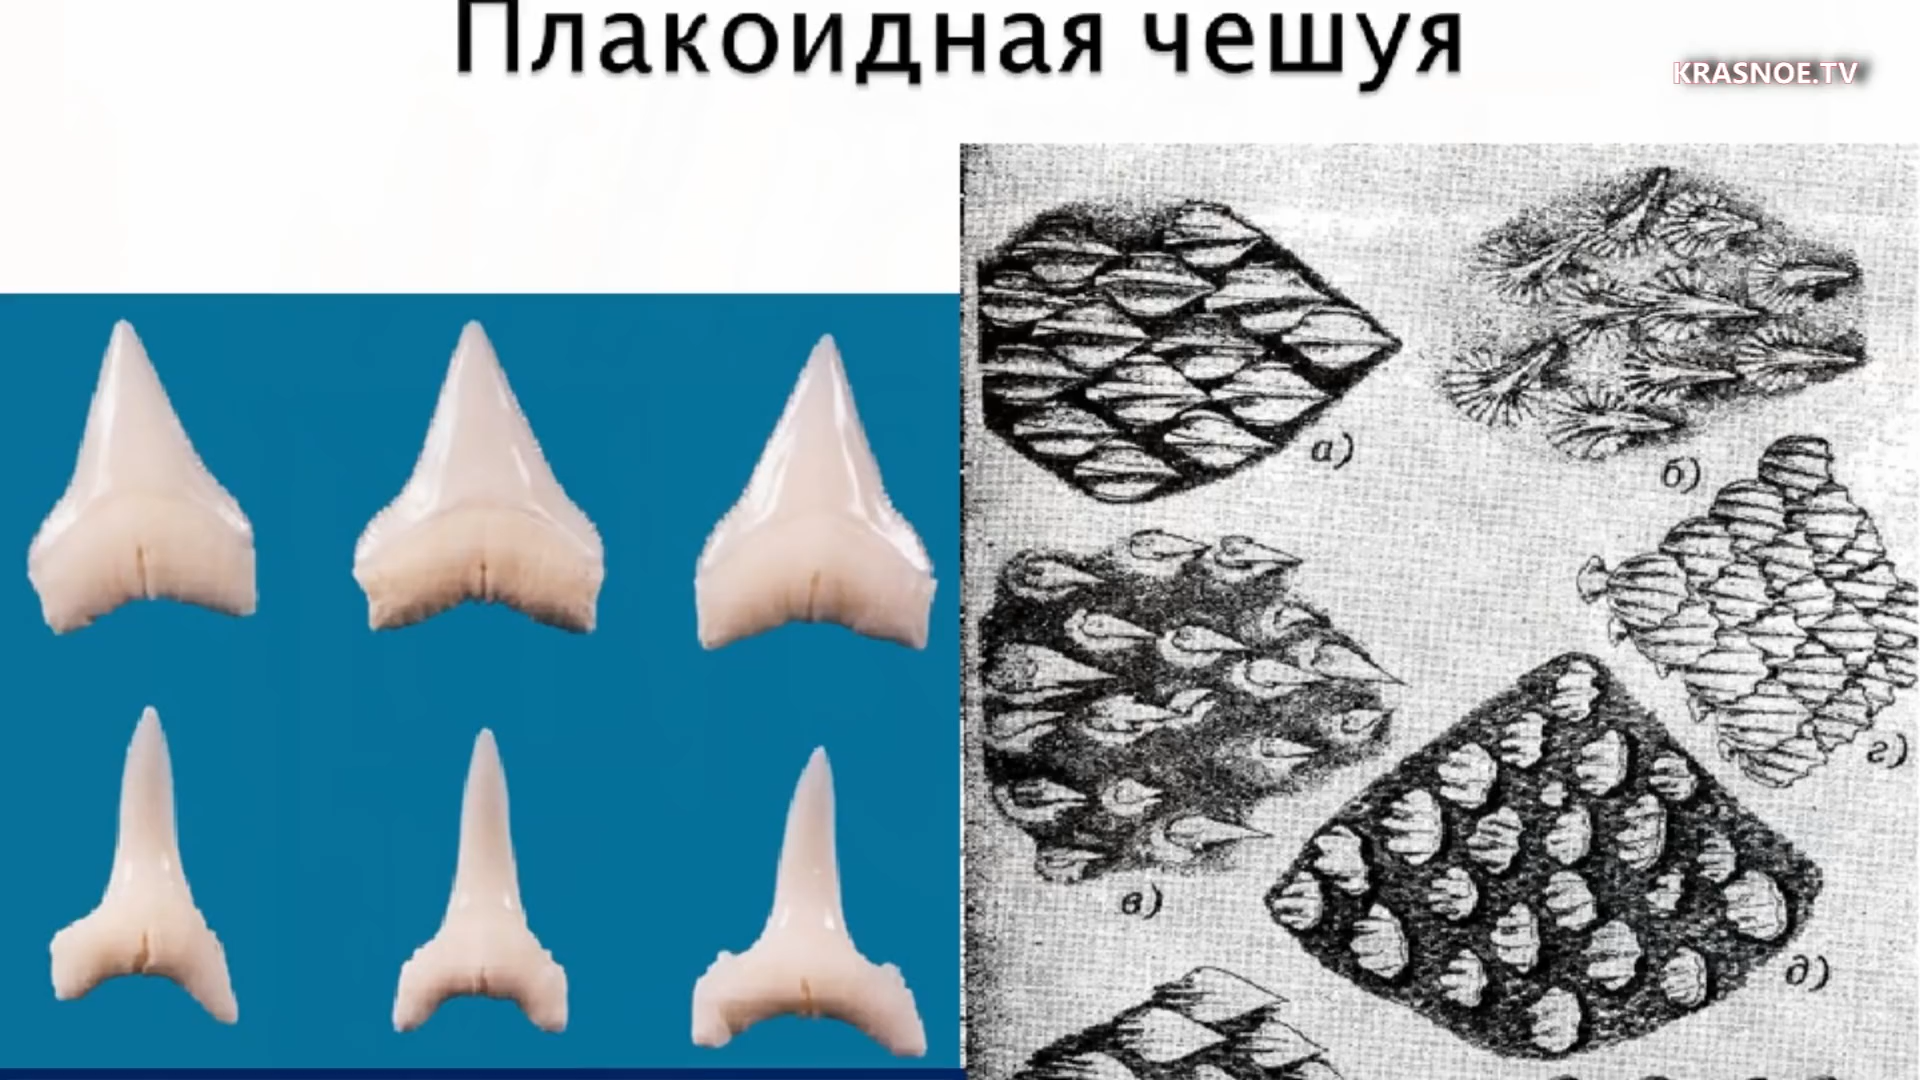 Плакоидная чешуя
KRASNOE.TV
а)
б)
в)
г)
д)